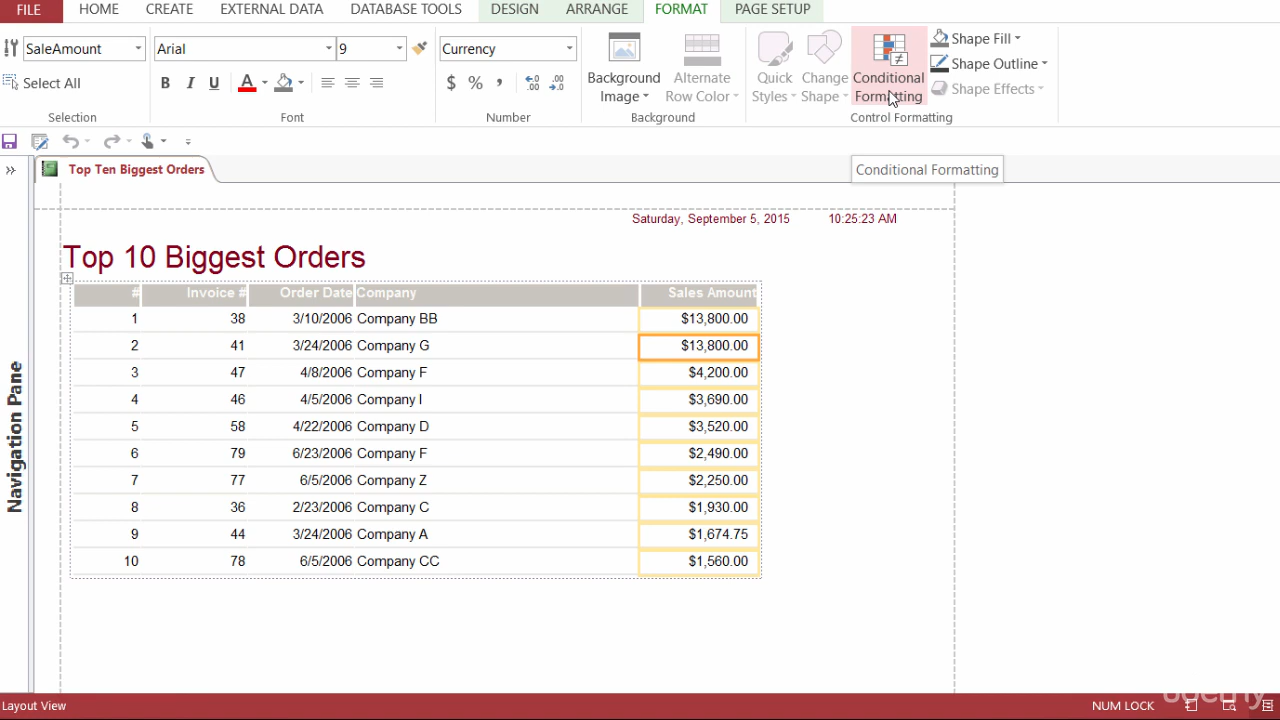 FILE HOME CREATE EXTERNAL DATA DATABASE TOOLS DESIGN ARRANGE FORMAT PAGE SETUP
SaleAmount Arial 9 Currency
Select All
B I U A $ % ,
Background Image
Alternate Row Color
Quick Styles
Change Shape
Conditional Formatting
Shape Fill
Shape Outline
Shape Effects
Selection Font Number Background Control Formatting
Top Ten Biggest Orders
Conditional Formatting
Saturday, September 5, 2015 10:25:23 AM
Top 10 Biggest Orders
# Invoice # Order Date Company Sales Amount
1 38 3/10/2006 Company BB $13,800.00
2 41 3/24/2006 Company G $13,800.00
3 47 4/8/2006 Company F $4,200.00
4 46 4/5/2006 Company I $3,690.00
5 58 4/22/2006 Company D $3,520.00
6 79 6/23/2006 Company F $2,490.00
7 77 6/5/2006 Company Z $2,250.00
8 36 2/23/2006 Company C $1,930.00
9 44 3/24/2006 Company A $1,674.75
10 78 6/5/2006 Company CC $1,560.00
Navigation Pane
udemy
Layout View NUM LOCK